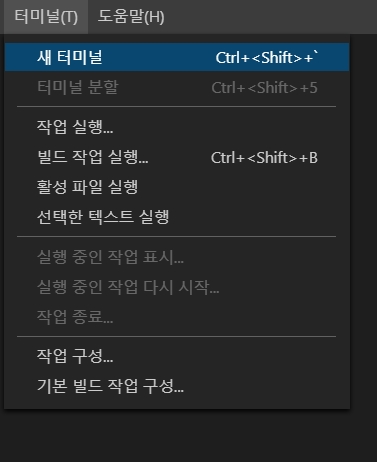 터미널(T) 도움말(H)
새 터미널 Ctrl+<Shift>+`
터미널 분할 Ctrl+<Shift>+5
작업 실행...
빌드 작업 실행... Ctrl+<Shift>+B
활성 파일 실행
선택한 텍스트 실행
실행 중인 작업 표시...
실행 중인 작업 다시 시작...
작업 종료...
작업 구성...
기본 빌드 작업 구성...